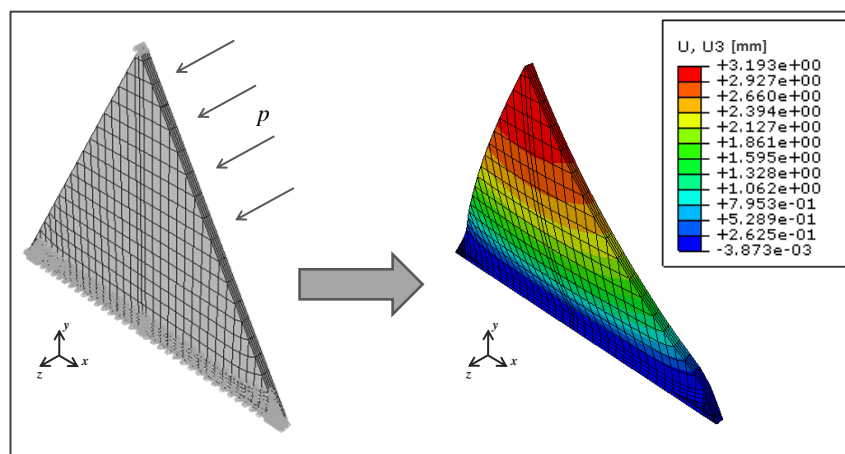 p
y
x
z
y
x
z
U, U3 [mm]
+3.193e+00
+2.927e+00
+2.660e+00
+2.394e+00
+2.127e+00
+1.861e+00
+1.595e+00
+1.328e+00
+1.062e+00
+7.953e-01
+5.289e-01
+2.625e-01
-3.873e-03